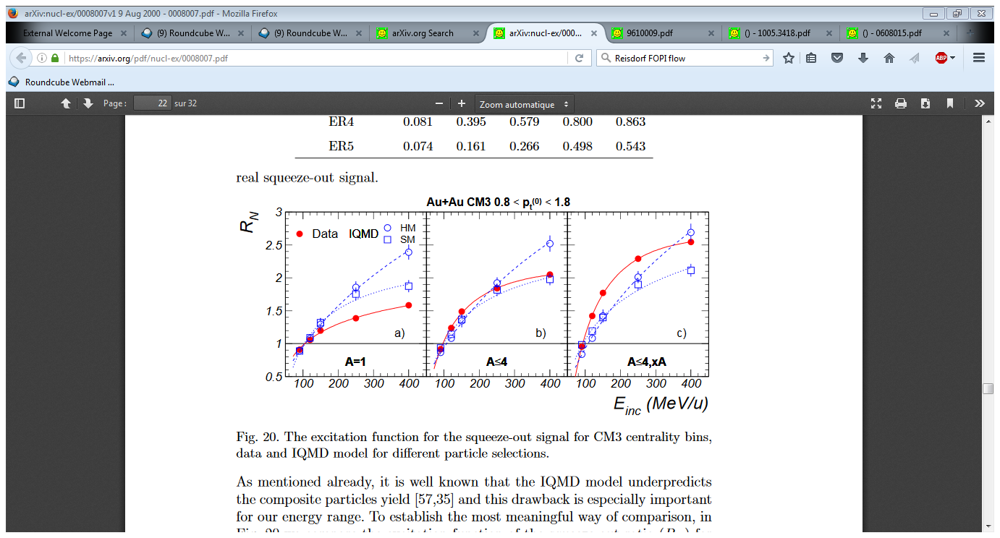 arXiv:nucl-ex/0008007v1 9 Aug 2000 - 0008007.pdf - Mozilla Firefox
External Welcome Page
(9) Roundcube W...
(9) Roundcube W...
arXiv.org Search
arXiv:nucl-ex/000...
9610009.pdf
() - 1005.3418.pdf
() - 0608015.pdf
https://arxiv.org/pdf/nucl-ex/0008007.pdf
Reisdorf FOPI flow
ABP
Roundcube Webmail ...
Page : 22 sur 32
Zoom automatique
ER4 0.081 0.395 0.579 0.800 0.863
ER5 0.074 0.161 0.266 0.498 0.543
real squeeze-out signal.
Au+Au CM3 0.8 < pt(0) < 1.8
RN
3
2.5
2
1.5
1
0.5
Data IQMD HM
SM
a) b) c)
A=1 A≤4 A≤4,xA
100 200 300 400 100 200 300 400 100 200 300 400
Einc (MeV/u)
Fig. 20. The excitation function for the squeeze-out signal for CM3 centrality bins,
data and IQMD model for different particle selections.
As mentioned already, it is well known that the IQMD model underpredicts
the composite particles yield [57,35] and this drawback is especially important
for our energy range. To establish the most meaningful way of comparison, in